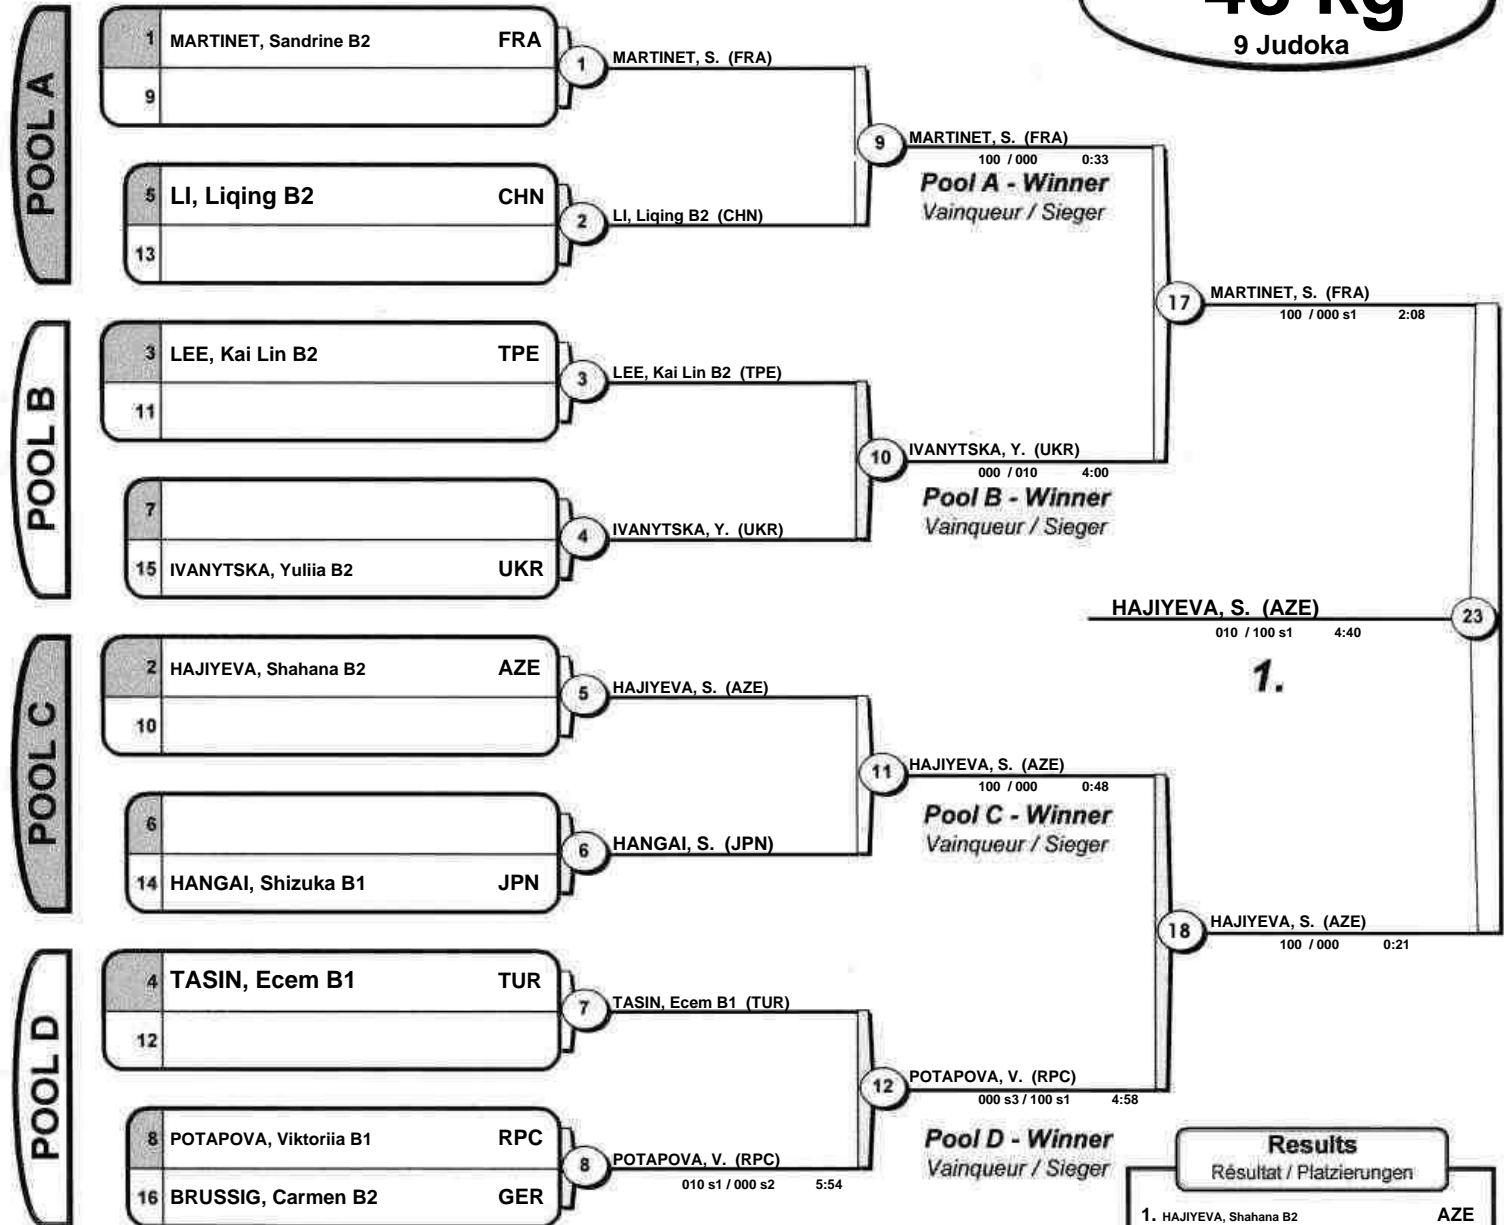 48 kg
9 Judoka
POOL A
1 MARTINET, Sandrine B2 FRA
9
1 MARTINET, S. (FRA)
5 LI, Liqing B2 CHN
13
2 LI, Liqing B2 (CHN)
9 MARTINET, S. (FRA)
100 / 000 0:33
Pool A - Winner
Vainqueur / Sieger
17 MARTINET, S. (FRA)
100 / 000 s1 2:08
POOL B
3 LEE, Kai Lin B2 TPE
11
3 LEE, Kai Lin B2 (TPE)
7
15 IVANYTSKA, Yuliia B2 UKR
4 IVANYTSKA, Y. (UKR)
10 IVANYTSKA, Y. (UKR)
000 / 010 4:00
Pool B - Winner
Vainqueur / Sieger
HAJIYEVA, S. (AZE) 23
010 / 100 s1 4:40
1.
POOL C
2 HAJIYEVA, Shahana B2 AZE
10
5 HAJIYEVA, S. (AZE)
6
14 HANGAI, Shizuka B1 JPN
6 HANGAI, S. (JPN)
11 HAJIYEVA, S. (AZE)
100 / 000 0:48
Pool C - Winner
Vainqueur / Sieger
18 HAJIYEVA, S. (AZE)
100 / 000 0:21
POOL D
4 TASIN, Ecem B1 TUR
12
7 TASIN, Ecem B1 (TUR)
8 POTAPOVA, Viktoriia B1 RPC
16 BRUSSIG, Carmen B2 GER
8 POTAPOVA, V. (RPC)
010 s1 / 000 s2 5:54
12 POTAPOVA, V. (RPC)
000 s3 / 100 s1 4:58
Pool D - Winner
Vainqueur / Sieger
Results
Résultat / Platzierungen
1. HAJIYEVA, Shahana B2 AZE